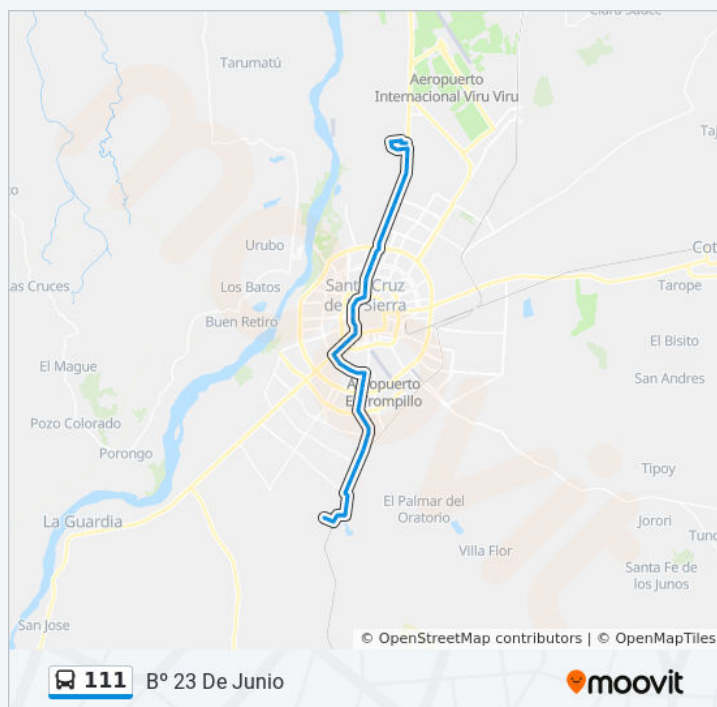 Clara Sauce
Tarumatú
Aeropuerto
Internacional Viru Viru
Taj
Urubo
Cot
as Cruces
Los Batos
Santa Cruz
de la Sierra
Tarope
Buen Retiro
El Bisito
El Mague
San Andres
Aeropuerto
El Trompillo
Pozo Colorado
Porongo
Tipoy
El Palmar del
Oratorio
La Guardia
Jorori
Tund
Villa Flor
Santa Fe de
los Junos
San Jose
© OpenStreetMap contributors | © OpenMapTiles
111 Bº 23 De Junio
moovit